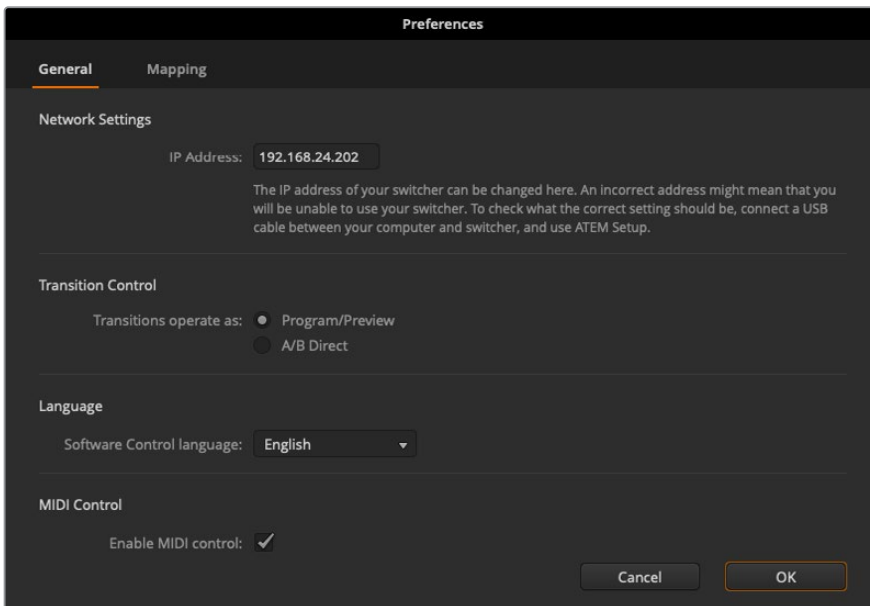 Preferences
General Mapping
Network Settings
IP Address: 192.168.24.202
The IP address of your switcher can be changed here. An incorrect address might mean that you
will be unable to use your switcher. To check what the correct setting should be, connect a USB
cable between your computer and switcher, and use ATEM Setup.
Transition Control
Transitions operate as: Program/Preview
A/B Direct
Language
Software Control language: English
MIDI Control
Enable MIDI control:
Cancel OK